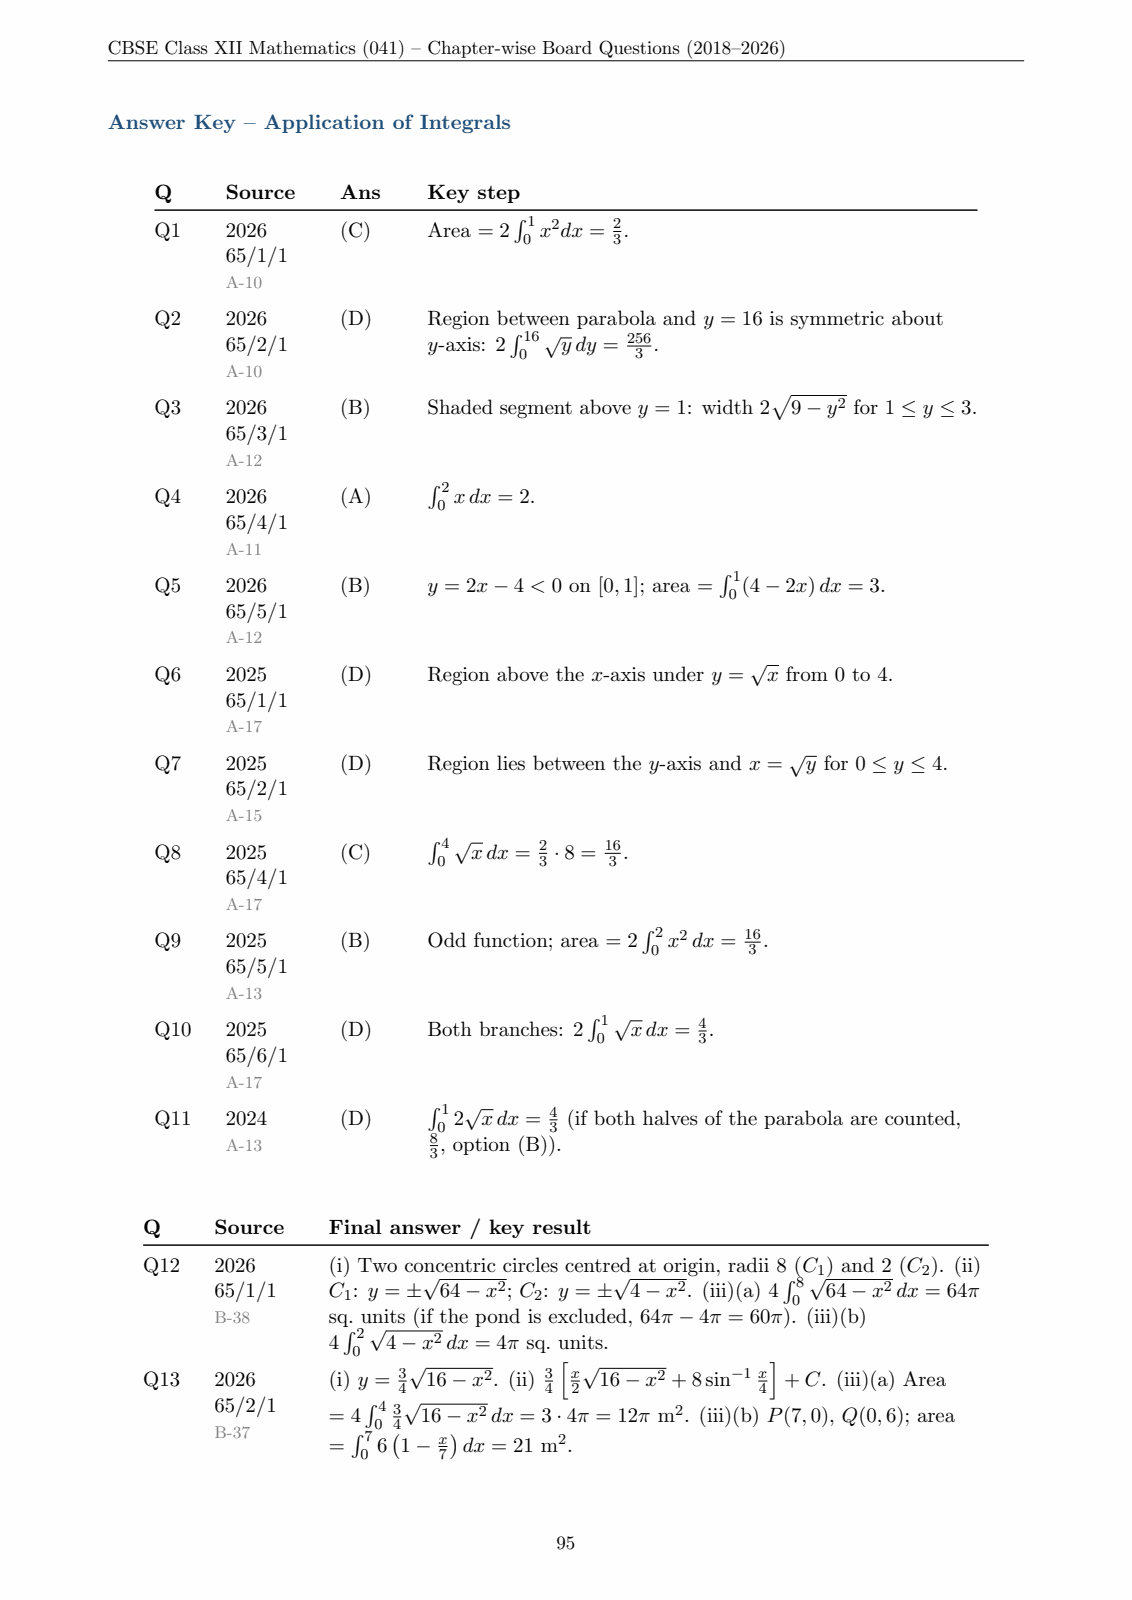 CBSE Class XII Mathematics (041) – Chapter-wise Board Questions (2018–2026)
Answer Key – Application of Integrals
Q Source Ans Key step
Q1 2026 (C) Area = 2 ∫₀¹ x²dx = 2/3.
65/1/1
A-10
Q2 2026 (D) Region between parabola and y = 16 is symmetric about
65/2/1 y-axis: 2 ∫₀¹⁶ √y dy = 256/3.
A-10
Q3 2026 (B) Shaded segment above y = 1: width 2√(9 − y²) for 1 ≤ y ≤ 3.
65/3/1
A-12
Q4 2026 (A) ∫₀² x dx = 2.
65/4/1
A-11
Q5 2026 (B) y = 2x − 4 < 0 on [0, 1]; area = ∫₀¹(4 − 2x) dx = 3.
65/5/1
A-12
Q6 2025 (D) Region above the x-axis under y = √x from 0 to 4.
65/1/1
A-17
Q7 2025 (D) Region lies between the y-axis and x = √y for 0 ≤ y ≤ 4.
65/2/1
A-15
Q8 2025 (C) ∫₀⁴ √x dx = 2/3 · 8 = 16/3.
65/4/1
A-17
Q9 2025 (B) Odd function; area = 2 ∫₀² x² dx = 16/3.
65/5/1
A-13
Q10 2025 (D) Both branches: 2 ∫₀¹ √x dx = 4/3.
65/6/1
A-17
Q11 2024 (D) ∫₀¹ 2√x dx = 4/3 (if both halves of the parabola are counted,
A-13 8/3, option (B)).
Q Source Final answer / key result
Q12 2026 (i) Two concentric circles centred at origin, radii 8 (C₁) and 2 (C₂). (ii)
65/1/1 C₁: y = ±√(64 − x²); C₂: y = ±√(4 − x²). (iii)(a) 4 ∫₀⁸ √(64 − x²) dx = 64π
B-38 sq. units (if the pond is excluded, 64π − 4π = 60π). (iii)(b)
4 ∫₀² √(4 − x²) dx = 4π sq. units.
Q13 2026 (i) y = 3/4 √(16 − x²). (ii) 3/4 [x/2 √(16 − x²) + 8 sin⁻¹ x/4] + C. (iii)(a) Area
65/2/1 = 4 ∫₀⁴ 3/4 √(16 − x²) dx = 3 · 4π = 12π m². (iii)(b) P(7, 0), Q(0, 6); area
B-37 = ∫₀⁷ 6 (1 − x/7) dx = 21 m².
95